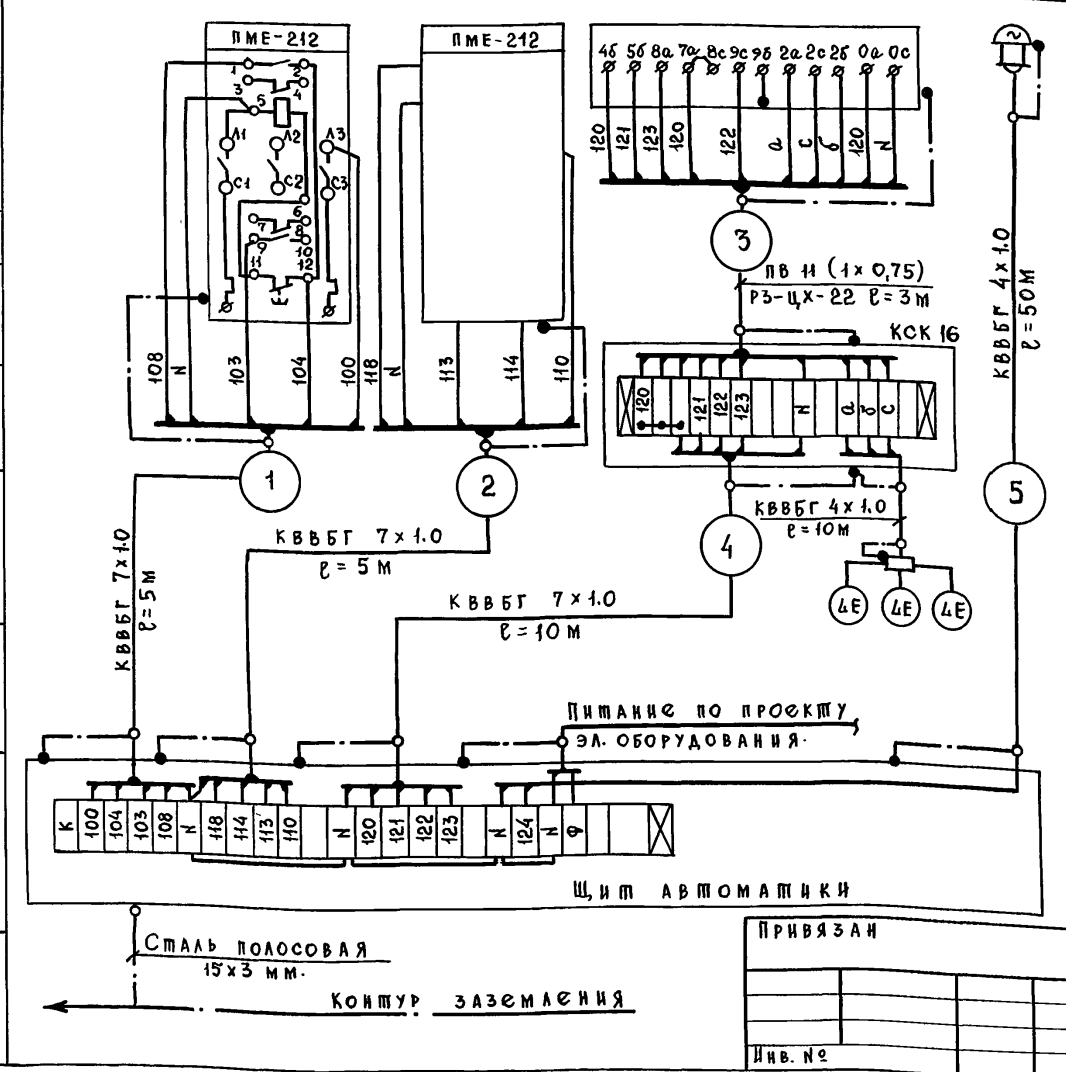 ПМЕ-212
1 2
3 4
5
Л1 Л2 Л3
С1 С2 С3
6
7 8
9 10
11 12
108 N 103 104 100
1
ПМЕ-212
118 N 113 114 110
2
4б 5б 8а 7а 8с 9с 9б 2а 2с 2б 0а 0с
120 121 123 120 122 а с б 120 N
3
ПВ 11 (1×0,75)
РЗ-ЦХ-22 ℓ=3м
КСК 16
120 121 122 123 N а б с
КВВБГ 4×1.0
ℓ=10м
4
4Е 4Е 4Е
~
КВВБГ 4×1.0
ℓ=50м
5
КВВБГ 7×1.0
ℓ=5м
КВВБГ 7×1.0
ℓ=5м
КВВБГ 7×1.0
ℓ=10м
Питание по проекту
эл. оборудования.
К 100 104 103 108 N 118 114 113 110 N 120 121 122 123 N 124 N φ
Щит автоматики
Сталь полосовая
15×3 мм.
Контур заземления
Привязан
Инв. №